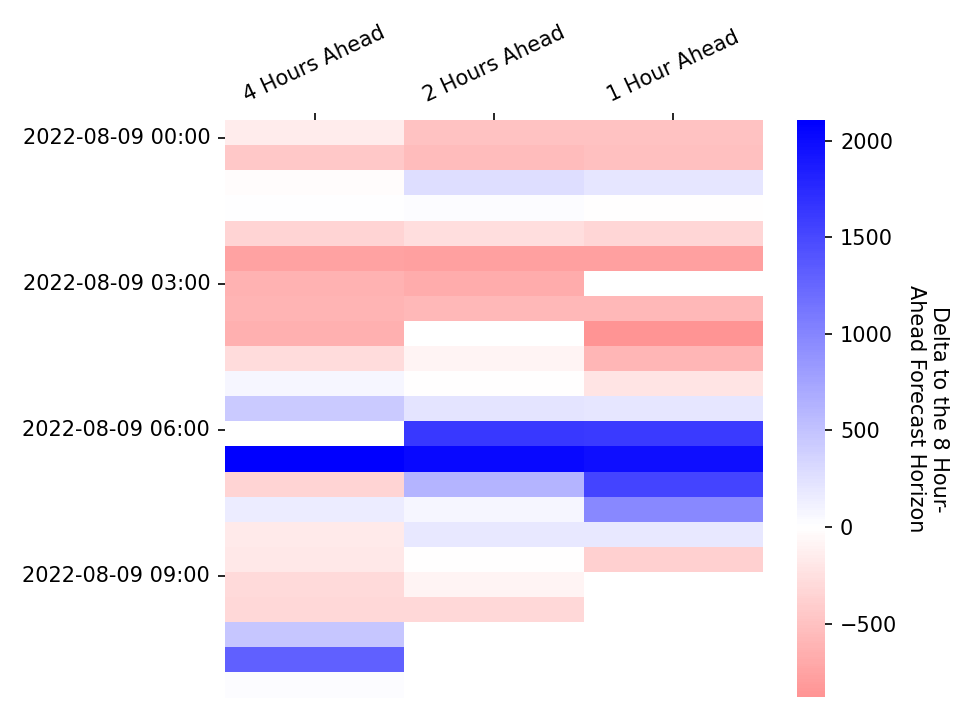 4 Hours Ahead
2 Hours Ahead
1 Hour Ahead
2022-08-09 00:00
2022-08-09 03:00
2022-08-09 06:00
2022-08-09 09:00
2000
1500
1000
500
0
−500
Delta to the 8 Hour-
Ahead Forecast Horizon